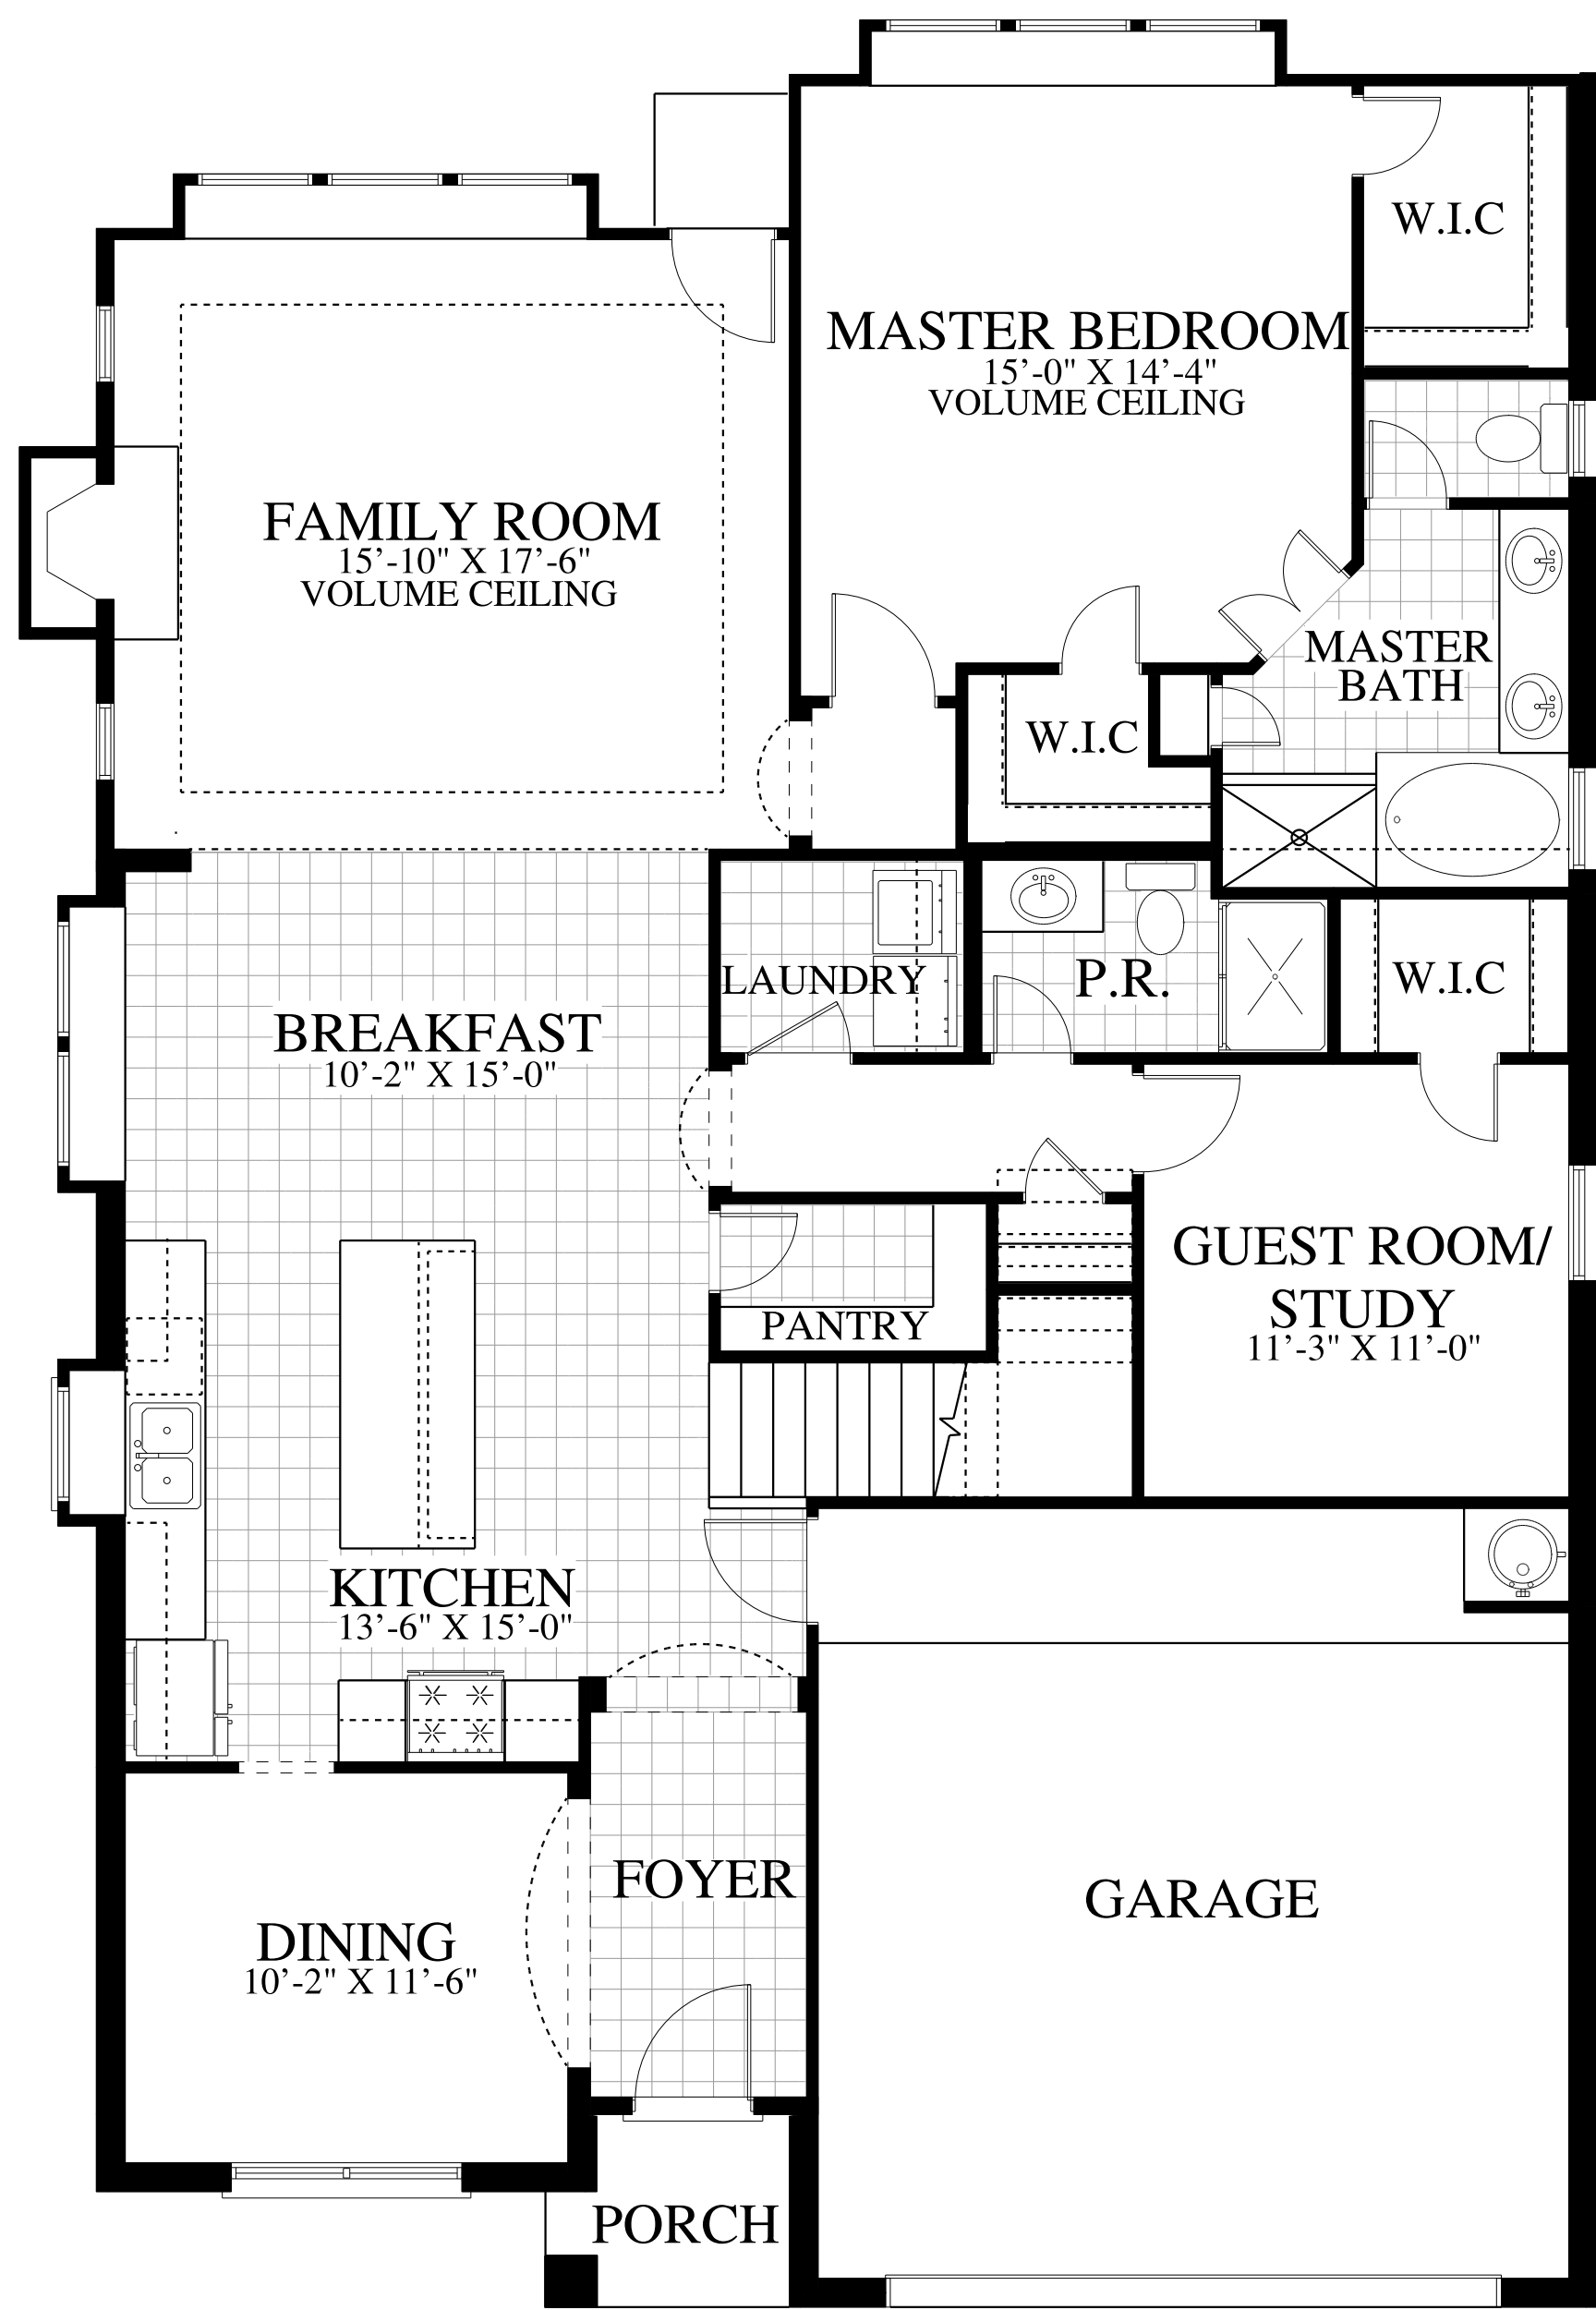 W.I.C
MASTER BEDROOM
15'-0" X 14'-4"
VOLUME CEILING
FAMILY ROOM
15'-10" X 17'-6"
VOLUME CEILING
MASTER
BATH
W.I.C
LAUNDRY
P.R.
W.I.C
BREAKFAST
10'-2" X 15'-0"
GUEST ROOM/
STUDY
11'-3" X 11'-0"
PANTRY
KITCHEN
13'-6" X 15'-0"
FOYER
GARAGE
DINING
10'-2" X 11'-6"
PORCH